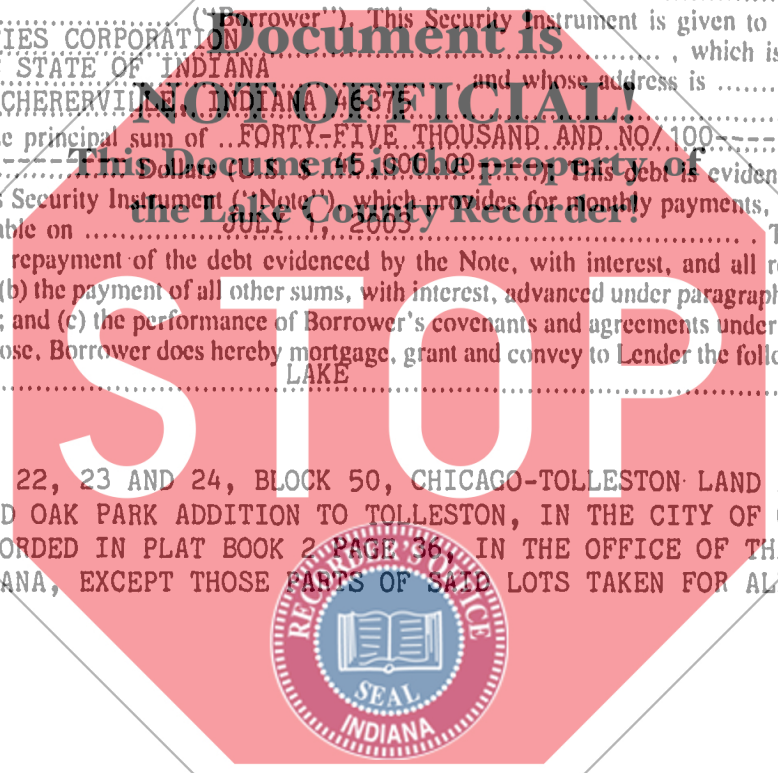 ("Borrower"). This Security Instrument is given to
TIES CORPORATION , which is
STATE OF INDIANA and whose address is
CHERERVILLE, INDIANA 46375
principal sum of FORTY-FIVE THOUSAND AND NO/100----
Dollars (U.S. $ 45,000.00 ). This debt is eviden
s Security Instrument ("Note"), which provides for monthly payments,
able on JULY 1, 2003
repayment of the debt evidenced by the Note, with interest, and all r
(b) the payment of all other sums, with interest, advanced under paragraph
; and (c) the performance of Borrower's covenants and agreements under
ose, Borrower does hereby mortgage, grant and convey to Lender the follo
LAKE
22, 23 AND 24, BLOCK 50, CHICAGO-TOLLESTON LAND
D OAK PARK ADDITION TO TOLLESTON, IN THE CITY OF
ORDED IN PLAT BOOK 2 PAGE 36, IN THE OFFICE OF TH
ANA, EXCEPT THOSE PARTS OF SAID LOTS TAKEN FOR AL
Document is
NOT OFFICIAL!
This Document is the property of
the Lake County Recorder!
STOP
RECORDER'S OFFICE
SEAL
INDIANA